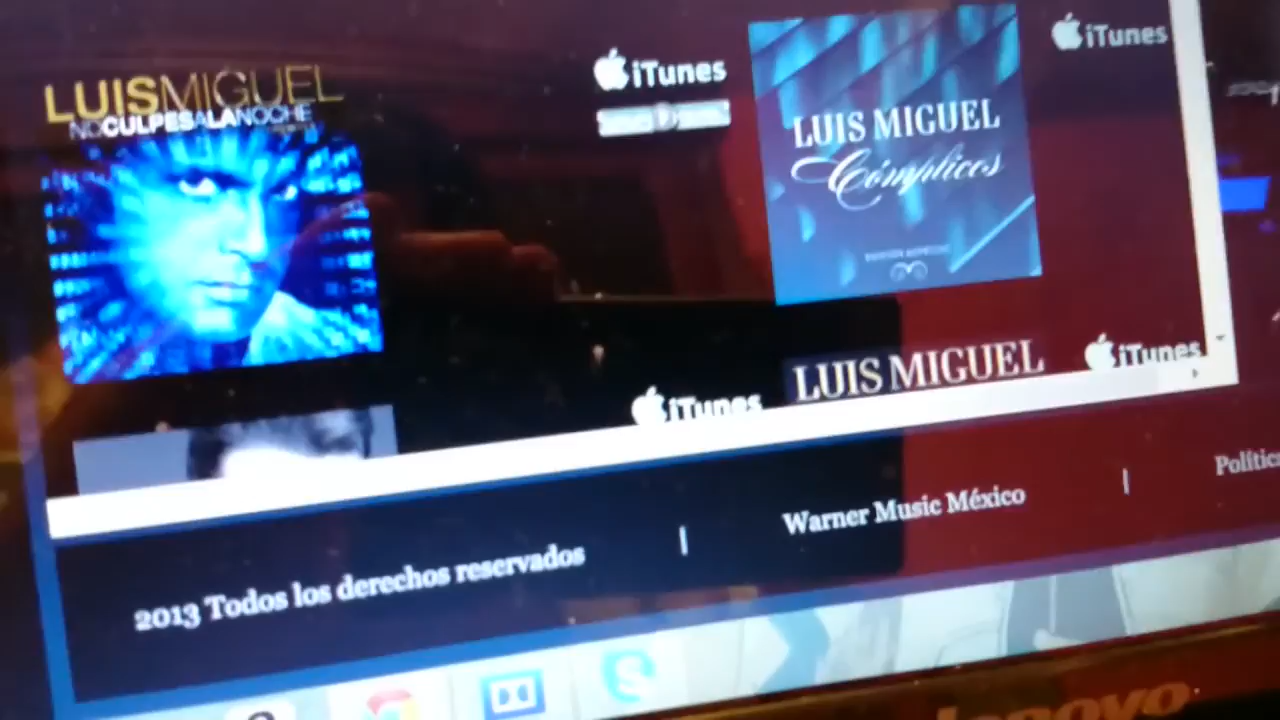 LUISMIGUEL
NOCULPESALANOCHE
iTunes
LUIS MIGUEL
Cómplices
iTunes
iTunes
LUIS MIGUEL
iTunes
2013 Todos los derechos reservados | Warner Music México |
lenovo